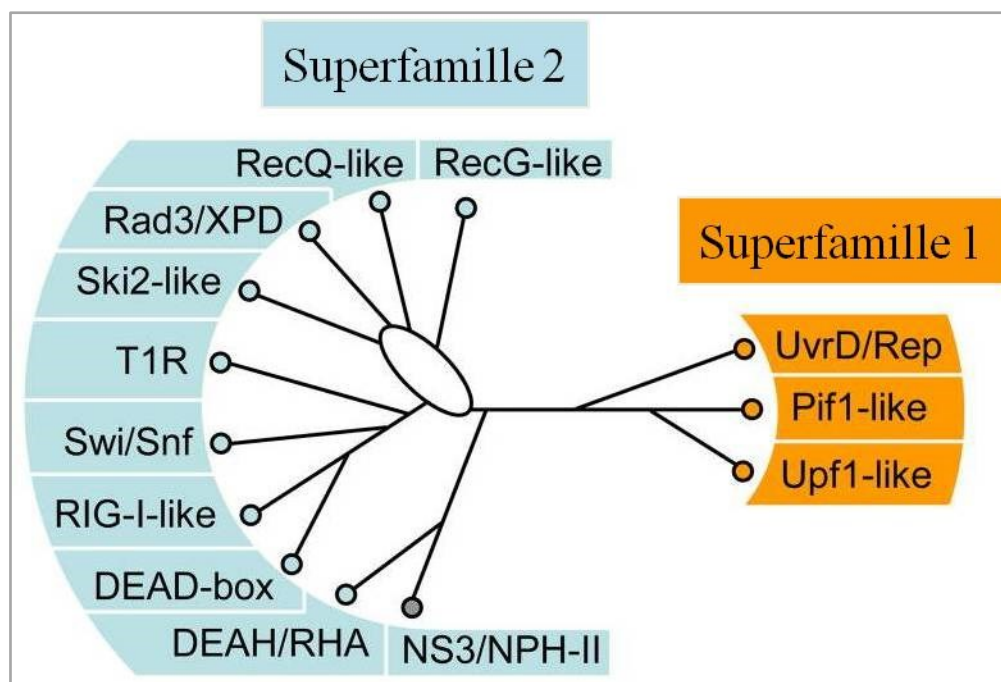 Superfamille 2
RecQ-like
RecG-like
Rad3/XPD
Superfamille 1
Ski2-like
UvrD/Rep
T1R
Pif1-like
Swi/Snf
Upf1-like
RIG-I-like
DEAD-box
DEAH/RHA
NS3/NPH-II